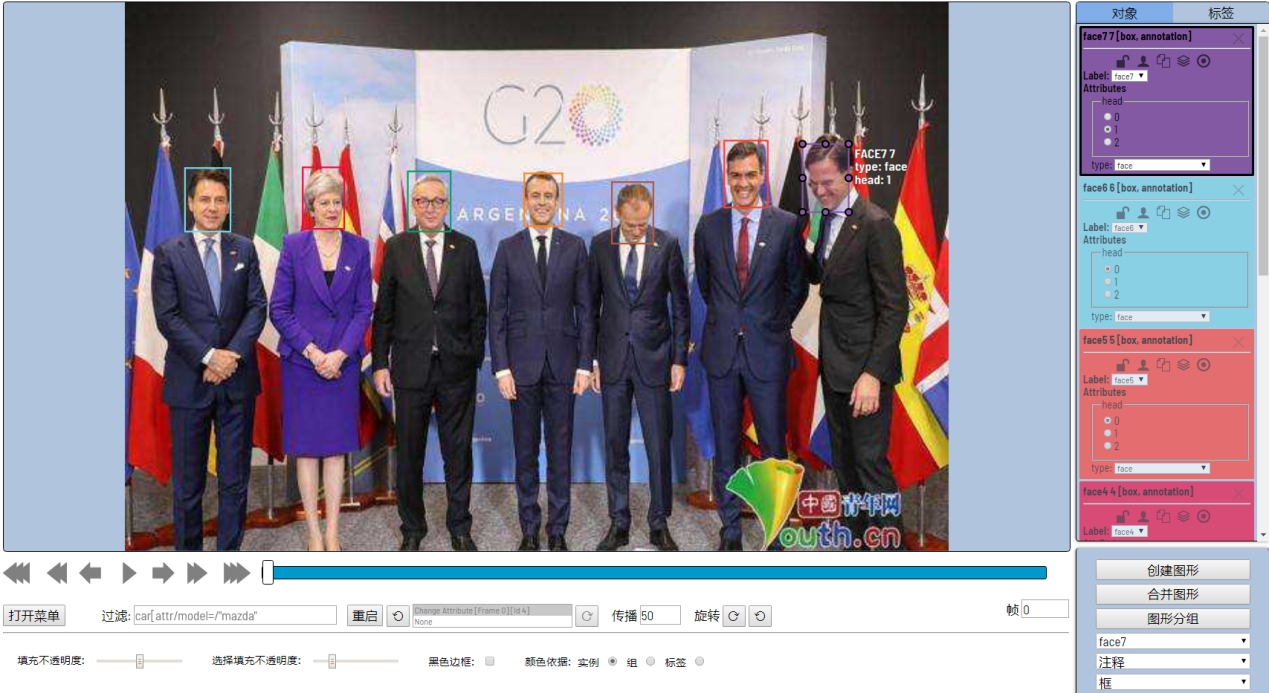 对象 标签
face7 7 [box, annotation]
Label: face7
Attributes
head
0
1
2
type: face
face6 6 [box, annotation]
Label: face6
Attributes
head
0
1
2
type: face
face5 5 [box, annotation]
Label: face5
Attributes
head
0
1
2
type: face
face4 4 [box, annotation]
Label: face4
G20
FACE7 7
type: face
head: 1
ARGEN NA 2
中國青年网
outh.cn
打开菜单 过滤: car[attr/model=/"mazda" 重启 Change Attribute [Frame 0] [Id 4] 传播 50 旋转 帧 0
None
填充不透明度: 选择填充不透明度: 黑色边框: 颜色依据: 实例 组 标签
创建图形
合并图形
图形分组
face7
注释
框